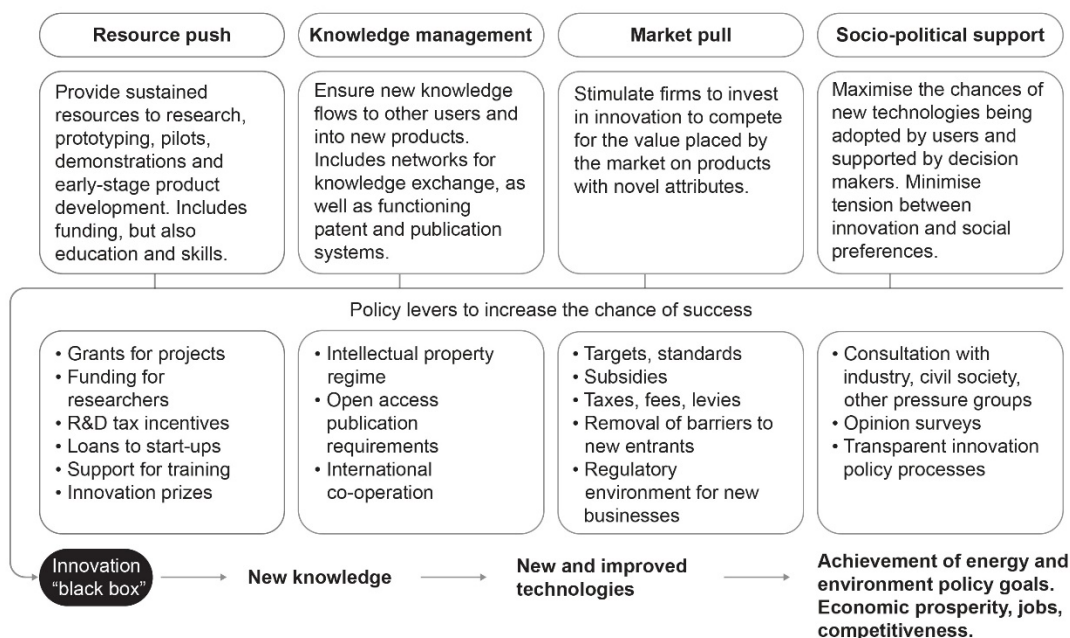 Resource push
Knowledge management
Market pull
Socio-political support
Provide sustained
resources to research,
prototyping, pilots,
demonstrations and
early-stage product
development. Includes
funding, but also
education and skills.
Ensure new knowledge
flows to other users and
into new products.
Includes networks for
knowledge exchange, as
well as functioning
patent and publication
systems.
Stimulate firms to invest
in innovation to compete
for the value placed by
the market on products
with novel attributes.
Maximise the chances of
new technologies being
adopted by users and
supported by decision
makers. Minimise
tension between
innovation and social
preferences.
Policy levers to increase the chance of success
• Grants for projects
• Funding for
researchers
• R&D tax incentives
• Loans to start-ups
• Support for training
• Innovation prizes
• Intellectual property
regime
• Open access
publication
requirements
• International
co-operation
• Targets, standards
• Subsidies
• Taxes, fees, levies
• Removal of barriers to
new entrants
• Regulatory
environment for new
businesses
• Consultation with
industry, civil society,
other pressure groups
• Opinion surveys
• Transparent innovation
policy processes
Innovation
“black box”
New knowledge
New and improved
technologies
Achievement of energy and
environment policy goals.
Economic prosperity, jobs,
competitiveness.